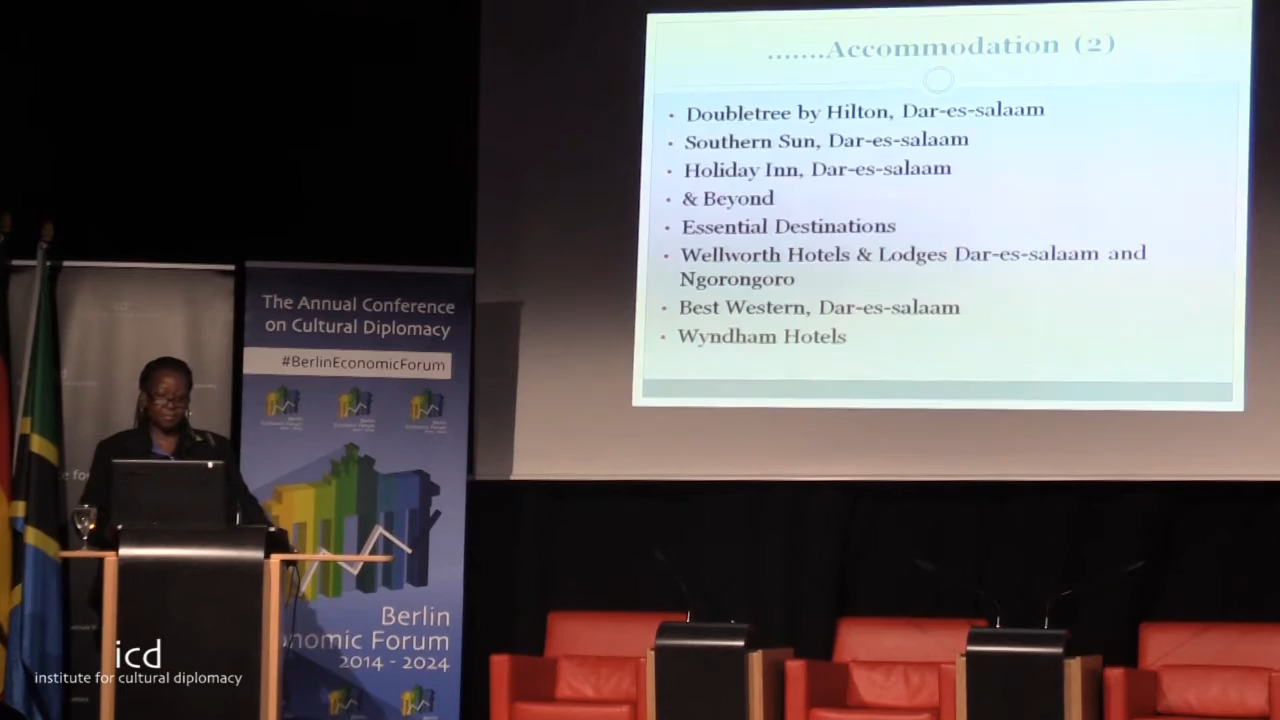 .......Accommodation (2)
• Doubletree by Hilton, Dar-es-salaam
• Southern Sun, Dar-es-salaam
• Holiday Inn, Dar-es-salaam
• & Beyond
• Essential Destinations
• Wellworth Hotels & Lodges Dar-es-salaam and
Ngorongoro
• Best Western, Dar-es-salaam
• Wyndham Hotels
The Annual Conference
on Cultural Diplomacy
#BerlinEconomicForum
Berlin
nomic Forum
2014 - 2024
icd
institute for cultural diplomacy